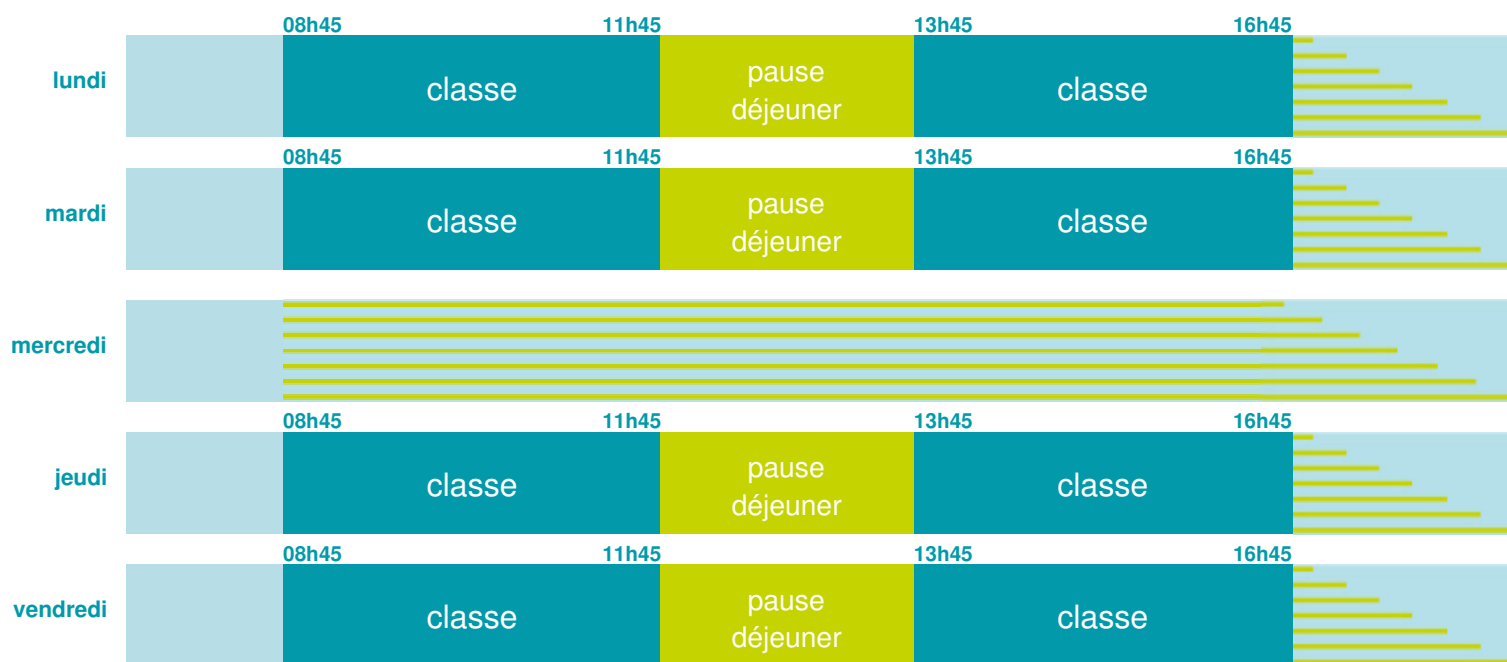 08h45 11h45 13h45 16h45
lundi classe pause déjeuner classe
08h45 11h45 13h45 16h45
mardi classe pause déjeuner classe
mercredi
08h45 11h45 13h45 16h45
jeudi classe pause déjeuner classe
08h45 11h45 13h45 16h45
vendredi classe pause déjeuner classe